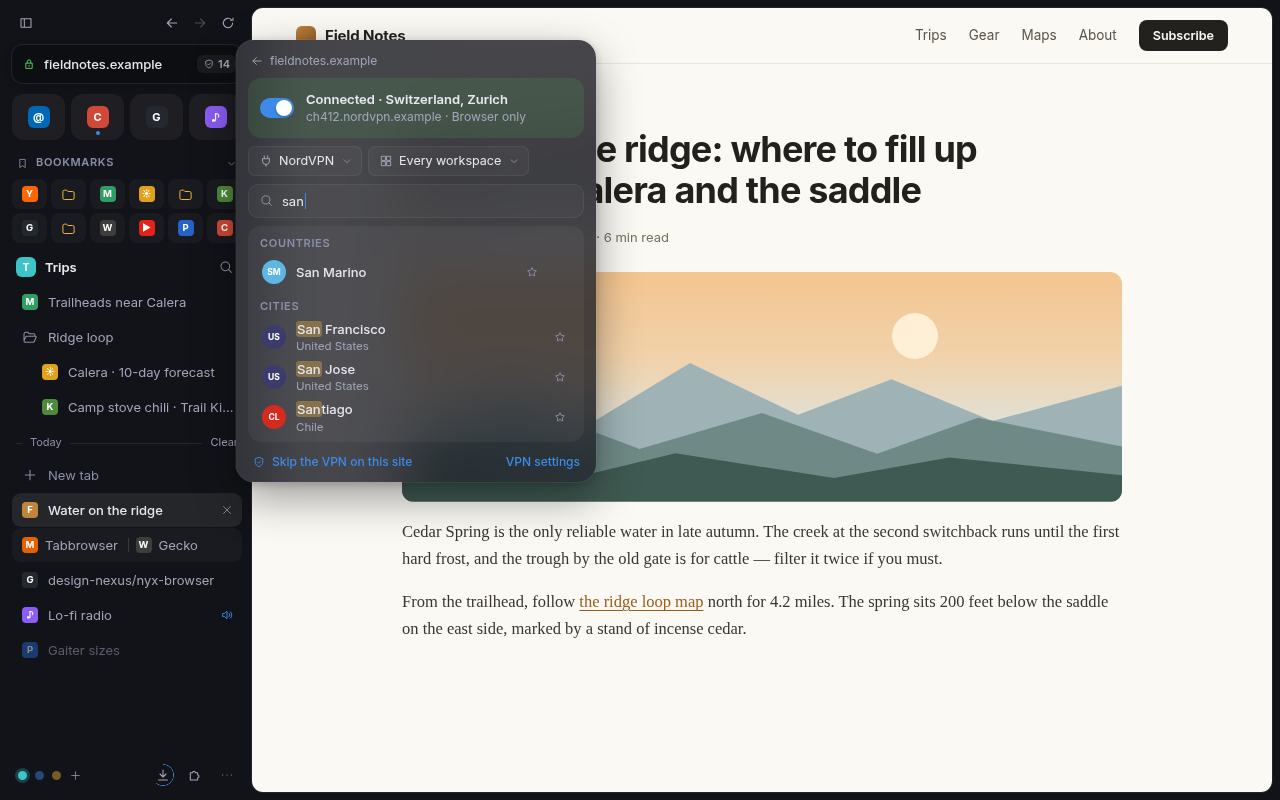 fieldnotes.example
14
@
C
G
BOOKMARKS
Y
M
K
G
W
P
C
T
Trips
M
Trailheads near Calera
Ridge loop
Calera · 10-day forecast
K
Camp stove chili · Trail Ki...
Today
Clear
New tab
F
Water on the ridge
M
Tabbrowser
W
Gecko
G
design-nexus/nyx-browser
Lo-fi radio
P
Gaiter sizes
fieldnotes.example
Connected · Switzerland, Zurich
ch412.nordvpn.example · Browser only
NordVPN
Every workspace
san
COUNTRIES
SM
San Marino
CITIES
US
San Francisco
United States
US
San Jose
United States
CL
Santiago
Chile
Skip the VPN on this site
VPN settings
Field Notes
Trips
Gear
Maps
About
Subscribe
e ridge: where to fill up
alera and the saddle
· 6 min read
Cedar Spring is the only reliable water in late autumn. The creek at the second switchback runs until the first
hard frost, and the trough by the old gate is for cattle — filter it twice if you must.
From the trailhead, follow the ridge loop map north for 4.2 miles. The spring sits 200 feet below the saddle
on the east side, marked by a stand of incense cedar.